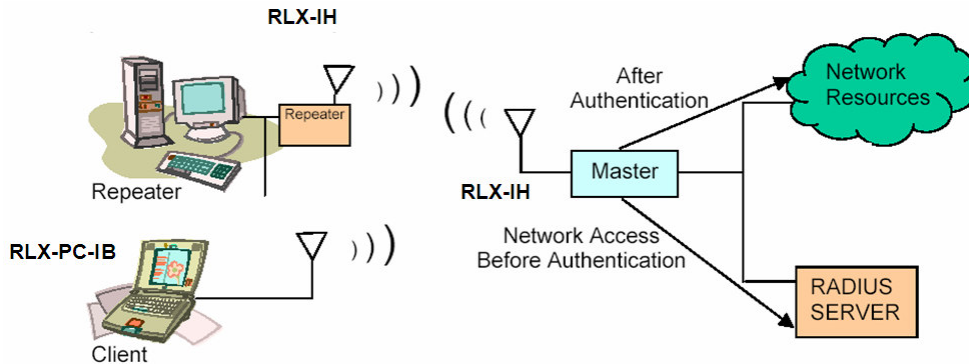 RLX-IH
Repeater
Repeater
RLX-PC-IB
Client
RLX-IH
Master
After
Authentication
Network
Resources
Network Access
Before Authentication
RADIUS
SERVER